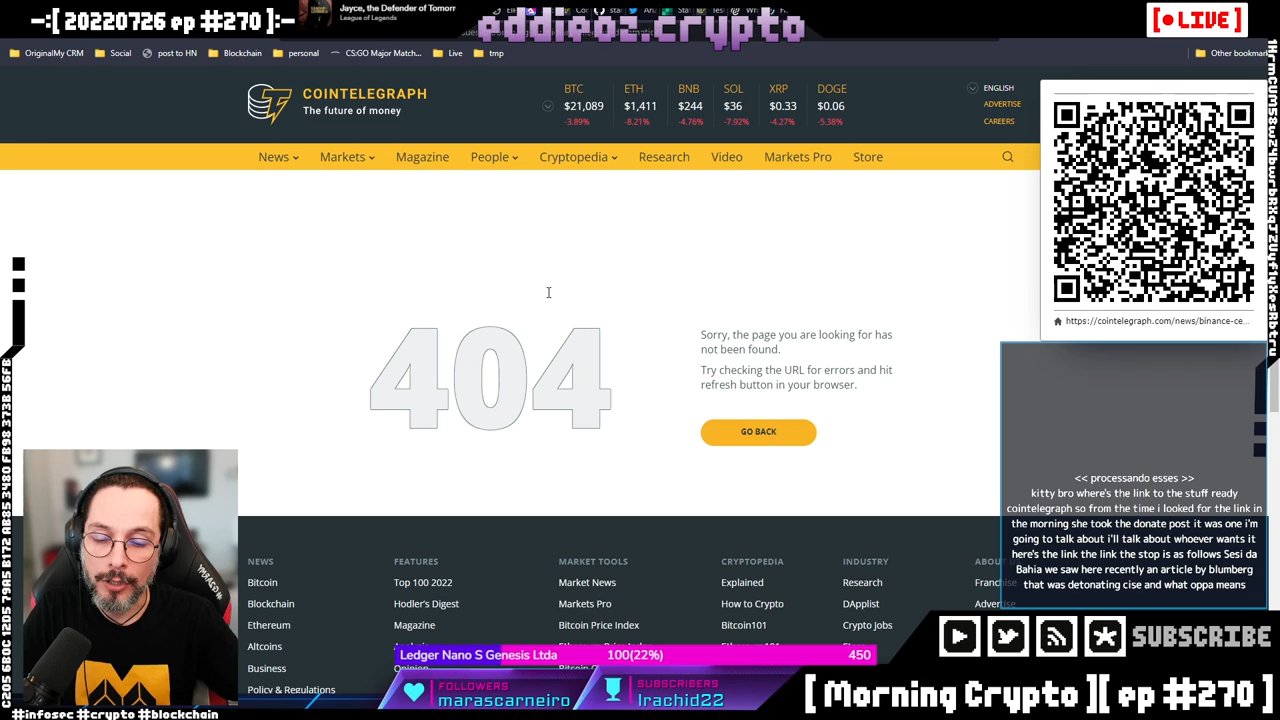 -:[ 20220726 ep #270 ]:-
Jayce, the Defender of Tomorr
League of Legends
eddieoz.crypto
[● LIVE]
OriginalMy CRM
Social
post to HN
Blockchain
personal
CS:GO Major Match...
Live
tmp
Other bookmar
COINTELEGRAPH
The future of money
BTC ETH BNB SOL XRP DOGE
$21,089 $1,411 $244 $36 $0.33 $0.06
-3.89% -8.21% -4.76% -7.92% -4.27% -5.38%
ENGLISH
ADVERTISE
CAREERS
News Markets Magazine People Cryptopedia Research Video Markets Pro Store
https://cointelegraph.com/news/binance-ce...
404
Sorry, the page you are looking for has
not been found.
Try checking the URL for errors and hit
refresh button in your browser.
GO BACK
<< processando esses >>
kitty bro where's the link to the stuff ready
cointelegraph so from the time i looked for the link in
the morning she took the donate post it was one i'm
going to talk about i'll talk about whoever wants it
here's the link the link the stop is as follows Sesi da
Bahia we saw here recently an article by blumberg
that was detonating cise and what oppa means
NEWS FEATURES MARKET TOOLS CRYPTOPEDIA INDUSTRY
Bitcoin Top 100 2022 Market News Explained Research
Blockchain Hodler's Digest Markets Pro How to Crypto DApplist
Ethereum Magazine Bitcoin Price Index Bitcoin101 Crypto Jobs
Altcoins
Business Opinion
Policy & Regulations
Ledger Nano S Genesis Ltda 100(22%) 450
FOLLOWERS
marascarneiro
SUBSCRIBERS
lrachid22
SUBSCRIBE
[ Morning Crypto ][ ep #270 ]
#infosec #crypto #blockchain